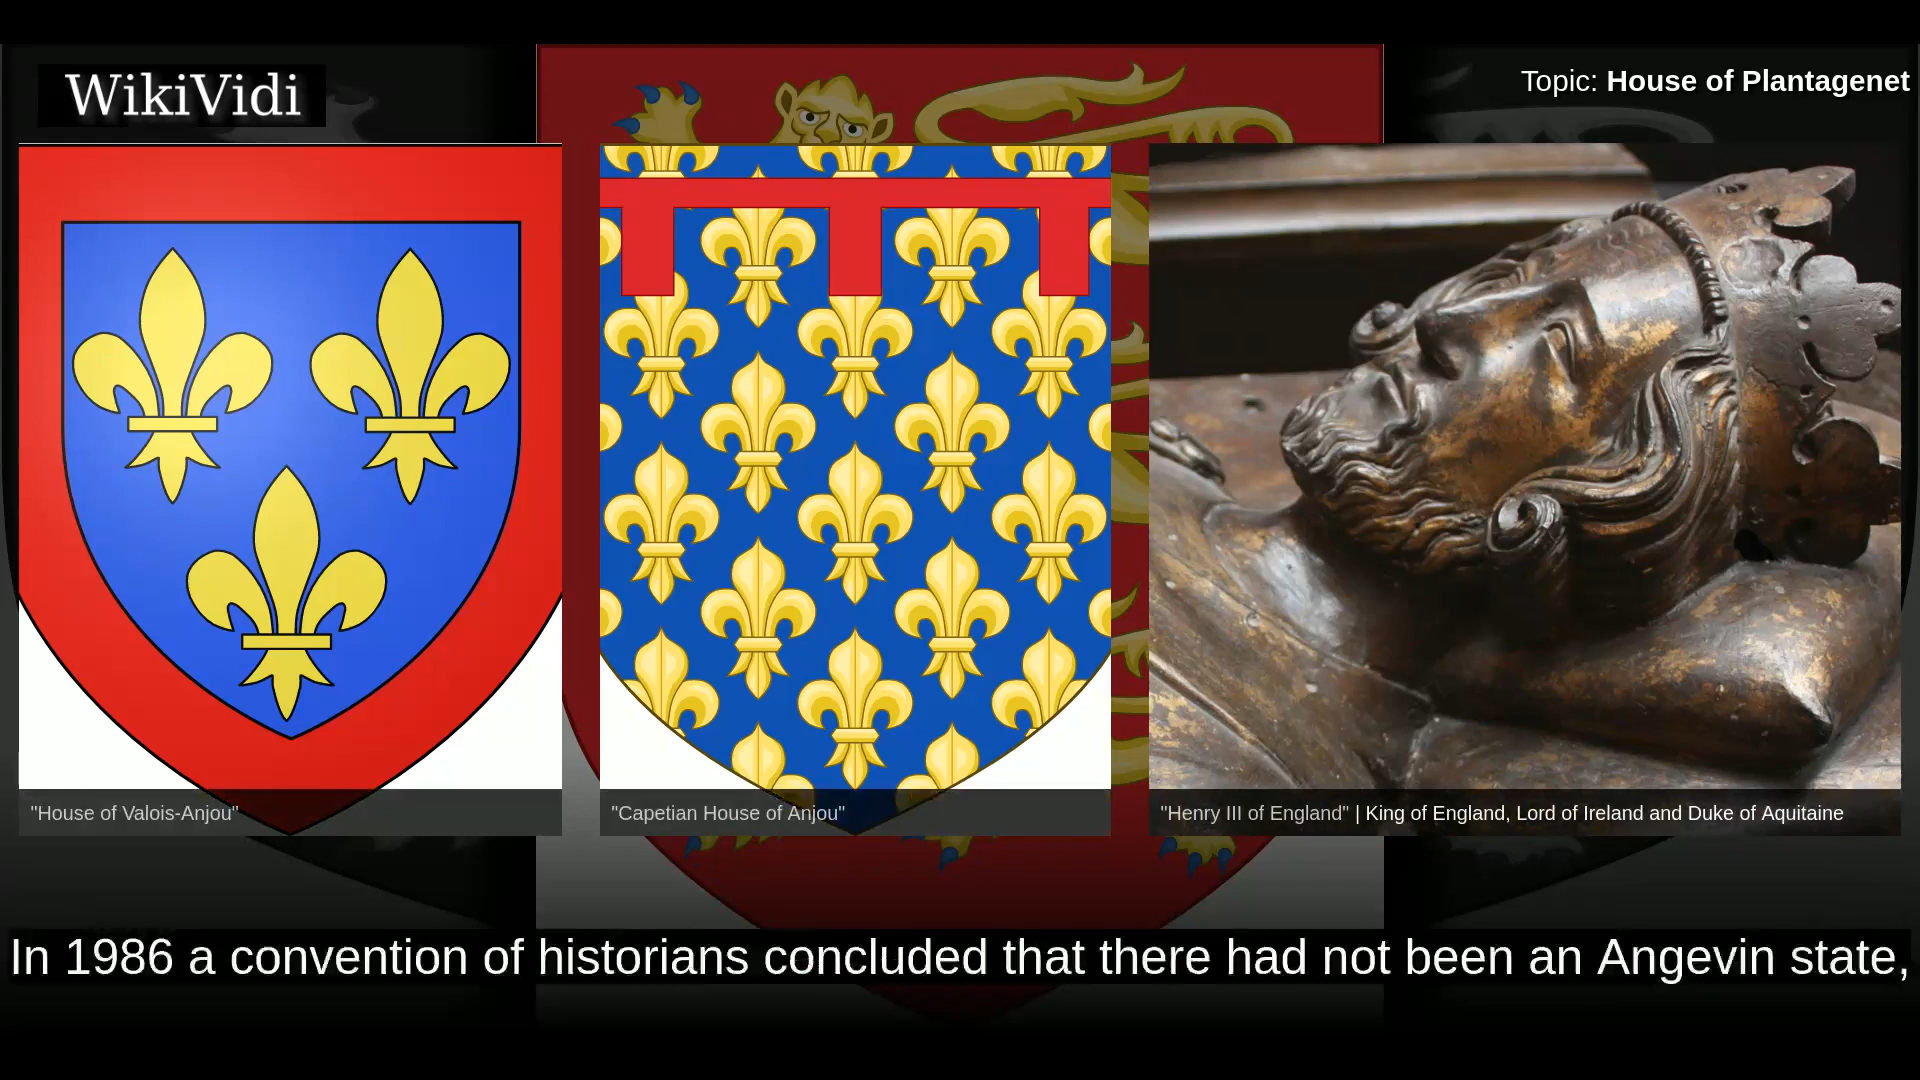 WikiVidi
Topic: House of Plantagenet
"House of Valois-Anjou"
"Capetian House of Anjou"
"Henry III of England" | King of England, Lord of Ireland and Duke of Aquitaine
In 1986 a convention of historians concluded that there had not been an Angevin state,